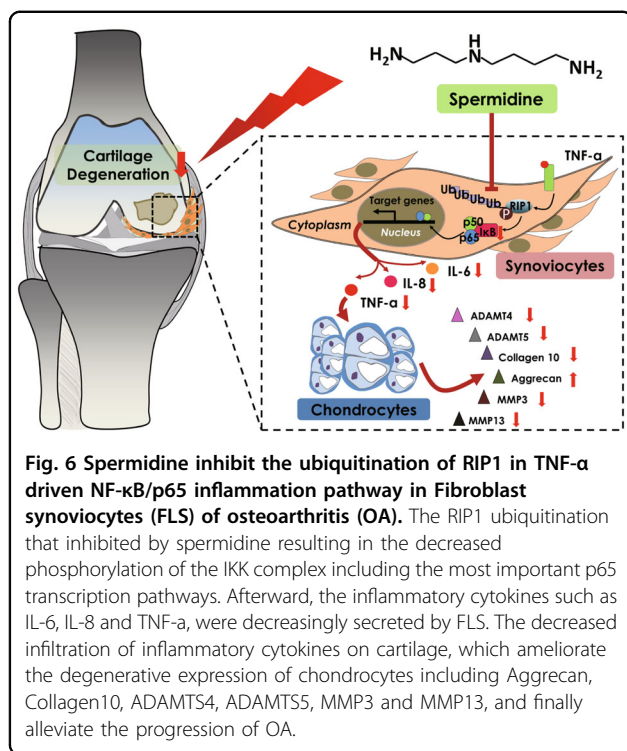 H₂N
H
N
NH₂
Spermidine
Cartilage
Degeneration
TNF-α
Target genes
Ub
Ub
Ub
Ub
RIP1
P
Cytoplasm
Nucleus
p50
p65
IκB
Synoviocytes
IL-6
IL-8
TNF-α
ADAMT4
ADAMT5
Collagen 10
Aggrecan
MMP3
MMP13
Chondrocytes
Fig. 6 Spermidine inhibit the ubiquitination of RIP1 in TNF-α
driven NF-κB/p65 inflammation pathway in Fibroblast
synoviocytes (FLS) of osteoarthritis (OA). The RIP1 ubiquitination
that inhibited by spermidine resulting in the decreased
phosphorylation of the IKK complex including the most important p65
transcription pathways. Afterward, the inflammatory cytokines such as
IL-6, IL-8 and TNF-a, were decreasingly secreted by FLS. The decreased
infiltration of inflammatory cytokines on cartilage, which ameliorate
the degenerative expression of chondrocytes including Aggrecan,
Collagen10, ADAMTS4, ADAMTS5, MMP3 and MMP13, and finally
alleviate the progression of OA.